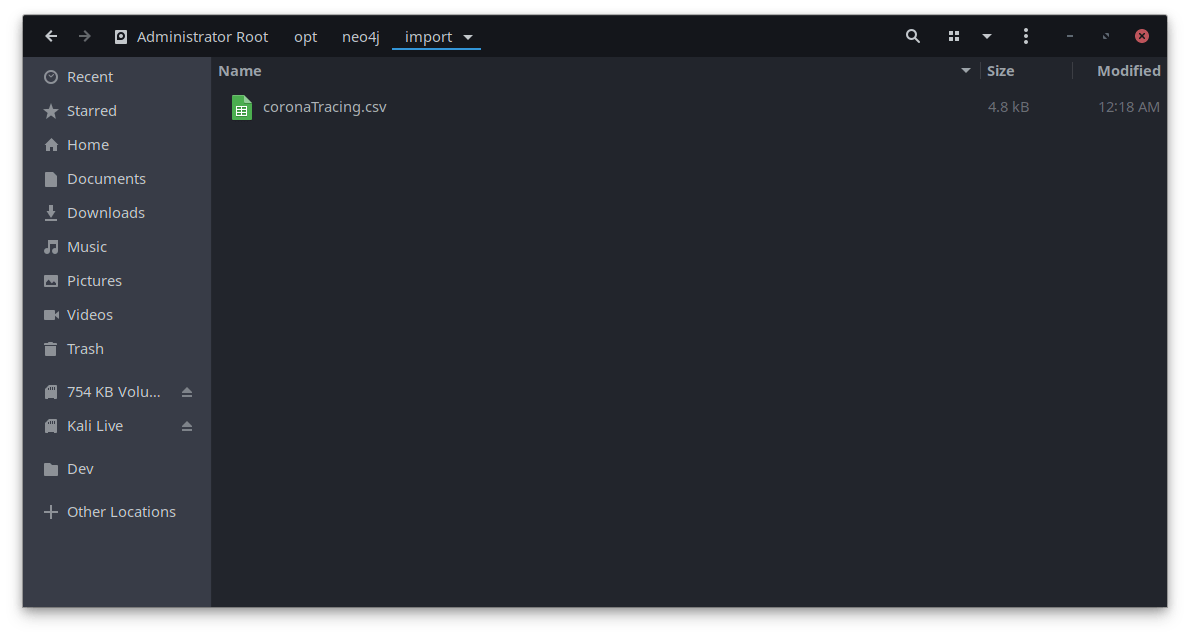 Administrator Root opt neo4j import
Name Size Modified
coronaTracing.csv 4.8 kB 12:18 AM
Recent
Starred
Home
Documents
Downloads
Music
Pictures
Videos
Trash
754 KB Volu...
Kali Live
Dev
Other Locations